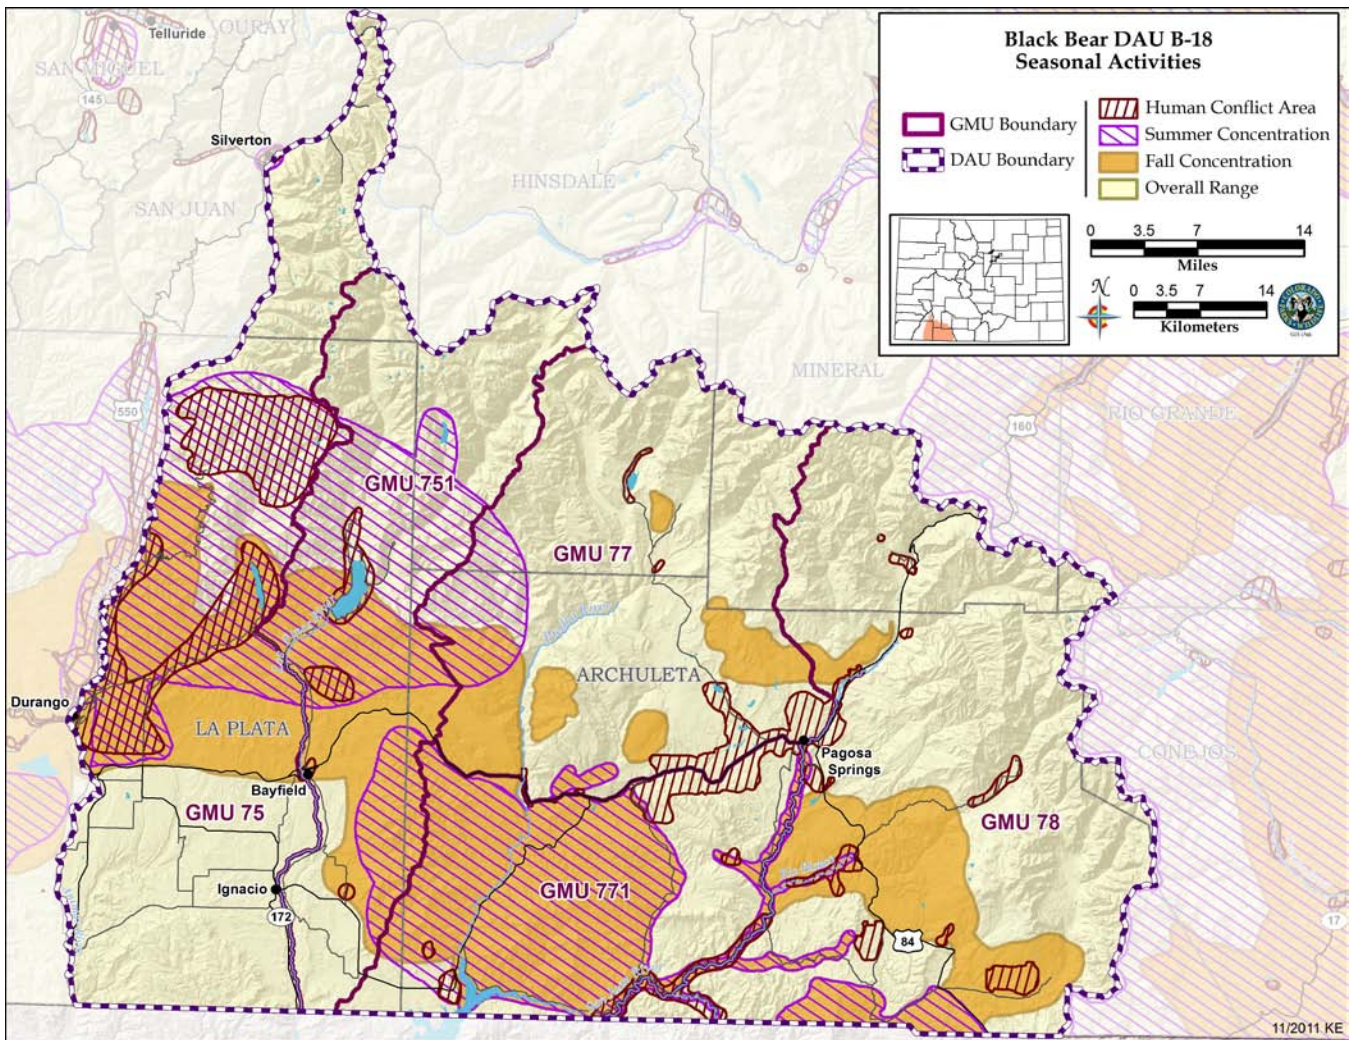 Black Bear DAU B-18
Seasonal Activities
GMU Boundary
DAU Boundary
Human Conflict Area
Summer Concentration
Fall Concentration
Overall Range
0 3.5 7 14
Miles
N
0 3.5 7 14
Kilometers
Telluride
OURAY
SAN MIGUEL
145
Silverton
HINSDALE
SAN JUAN
MINERAL
RIO GRANDE
550
160
GMU 751
GMU 77
ARCHULETA
Durango
LA PLATA
Pagosa
Springs
CONEJOS
Bayfield
GMU 75
GMU 78
Ignacio
GMU 771
172
84
17
11/2011 KE